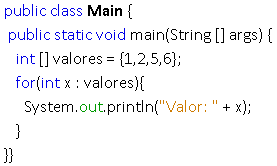 public class Main {
public static void main(String [] args) {
int [] valores = {1,2,5,6};
for(int x : valores){
System.out.println("Valor: " + x);
}
}}